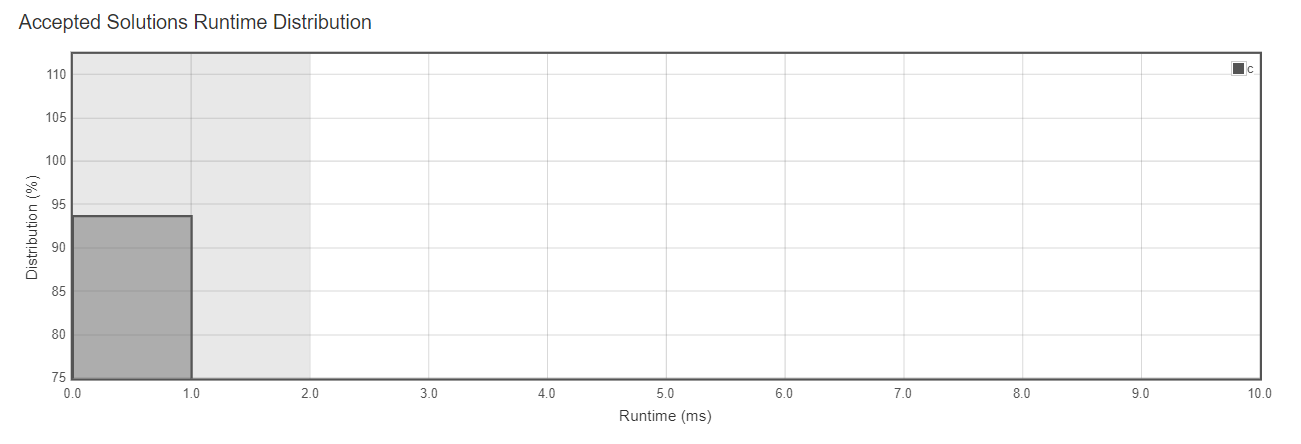 Accepted Solutions Runtime Distribution
c
110
105
100
95
90
85
80
75
Distribution (%)
0.0 1.0 2.0 3.0 4.0 5.0 6.0 7.0 8.0 9.0 10.0
Runtime (ms)